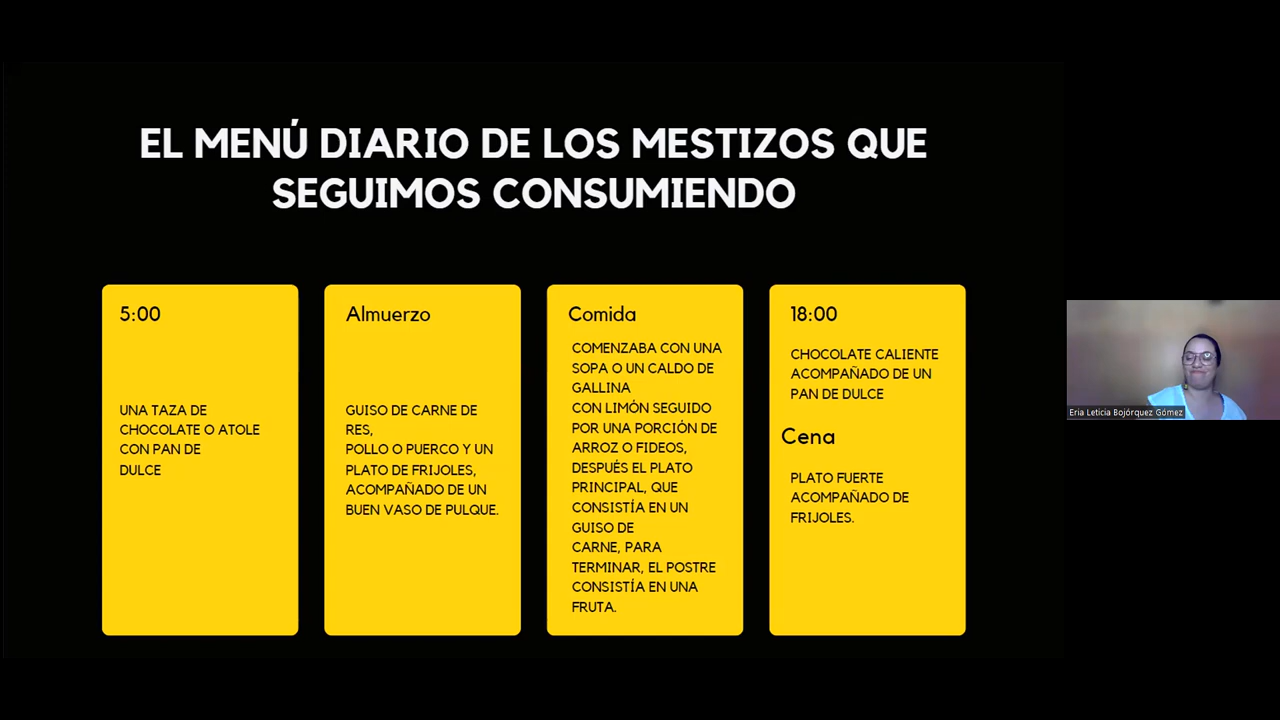 EL MENÚ DIARIO DE LOS MESTIZOS QUE
SEGUIMOS CONSUMIENDO
5:00
UNA TAZA DE
CHOCOLATE O ATOLE
CON PAN DE
DULCE
Almuerzo
GUISO DE CARNE DE
RES,
POLLO O PUERCO Y UN
PLATO DE FRIJOLES,
ACOMPAÑADO DE UN
BUEN VASO DE PULQUE.
Comida
COMENZABA CON UNA
SOPA O UN CALDO DE
GALLINA
CON LIMÓN SEGUIDO
POR UNA PORCIÓN DE
ARROZ O FIDEOS,
DESPUÉS EL PLATO
PRINCIPAL, QUE
CONSISTÍA EN UN
GUISO DE
CARNE, PARA
TERMINAR, EL POSTRE
CONSISTÍA EN UNA
FRUTA.
18:00
CHOCOLATE CALIENTE
ACOMPAÑADO DE UN
PAN DE DULCE
Cena
PLATO FUERTE
ACOMPAÑADO DE
FRIJOLES.
Eria Leticia Bojórquez Gómez